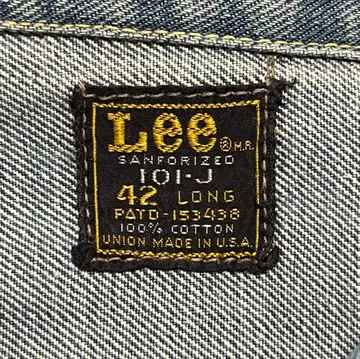 Lee ® M.R.
SANFORIZED
101-J
42 LONG
PATD-153438
100% COTTON
UNION MADE IN U.S.A.